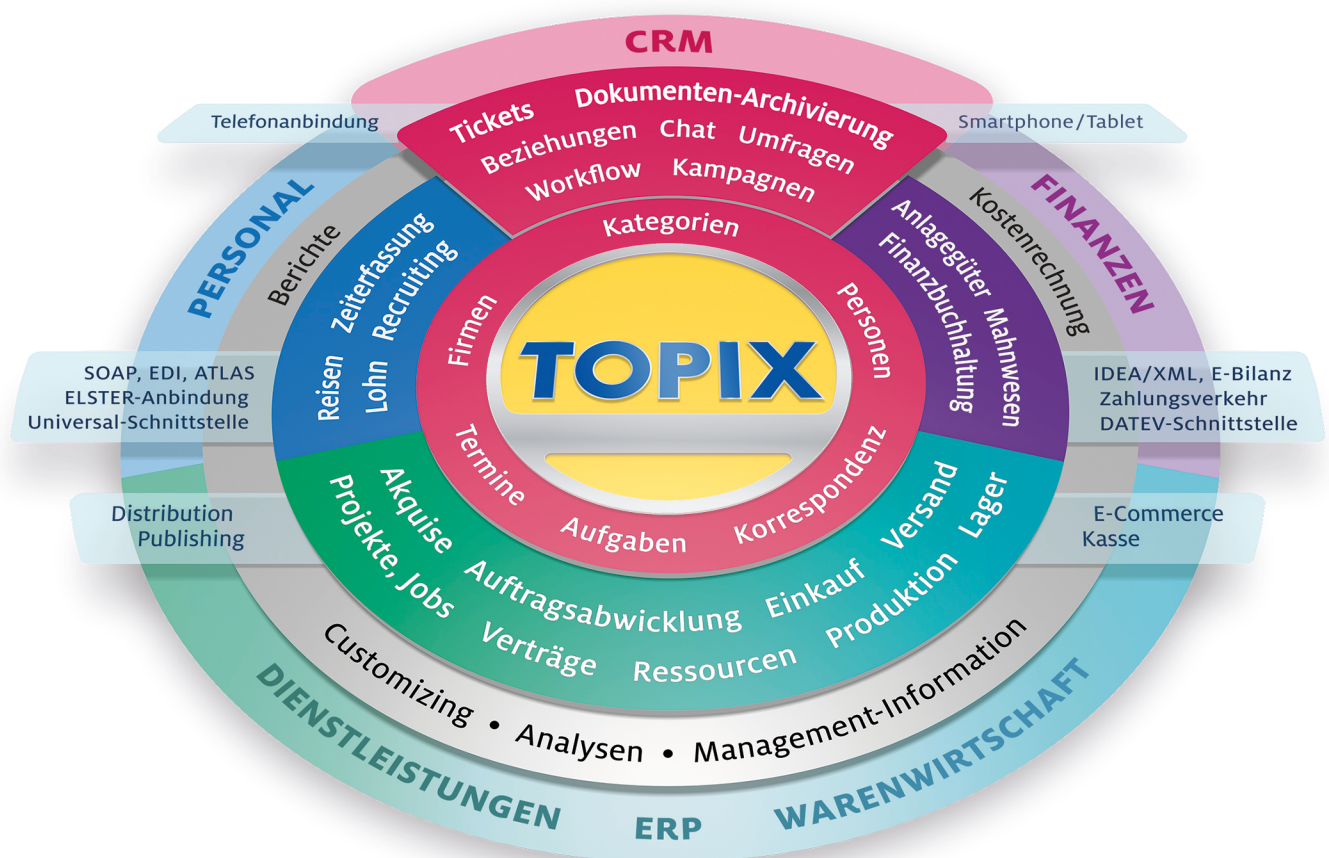 CRM
Tickets
Dokumenten-Archivierung
Beziehungen
Chat
Umfragen
Workflow
Kampagnen
Telefonanbindung
Smartphone/Tablet
PERSONAL
Berichte
Zeiterfassung
Recruiting
Reisen
Lohn
FINANZEN
Kostenrechnung
Anlagegüter
Mahnwesen
Finanzbuchhaltung
Kategorien
Firmen
Personen
TOPIX
Termine
Aufgaben
Korrespondenz
SOAP, EDI, ATLAS
ELSTER-Anbindung
Universal-Schnittstelle
IDEA/XML, E-Bilanz
Zahlungsverkehr
DATEV-Schnittstelle
Distribution
Publishing
E-Commerce
Kasse
Akquise
Projekte, Jobs
Auftragsabwicklung
Einkauf
Versand
Lager
Verträge
Ressourcen
Produktion
Customizing • Analysen • Management-Information
DIENSTLEISTUNGEN
ERP
WARENWIRTSCHAFT